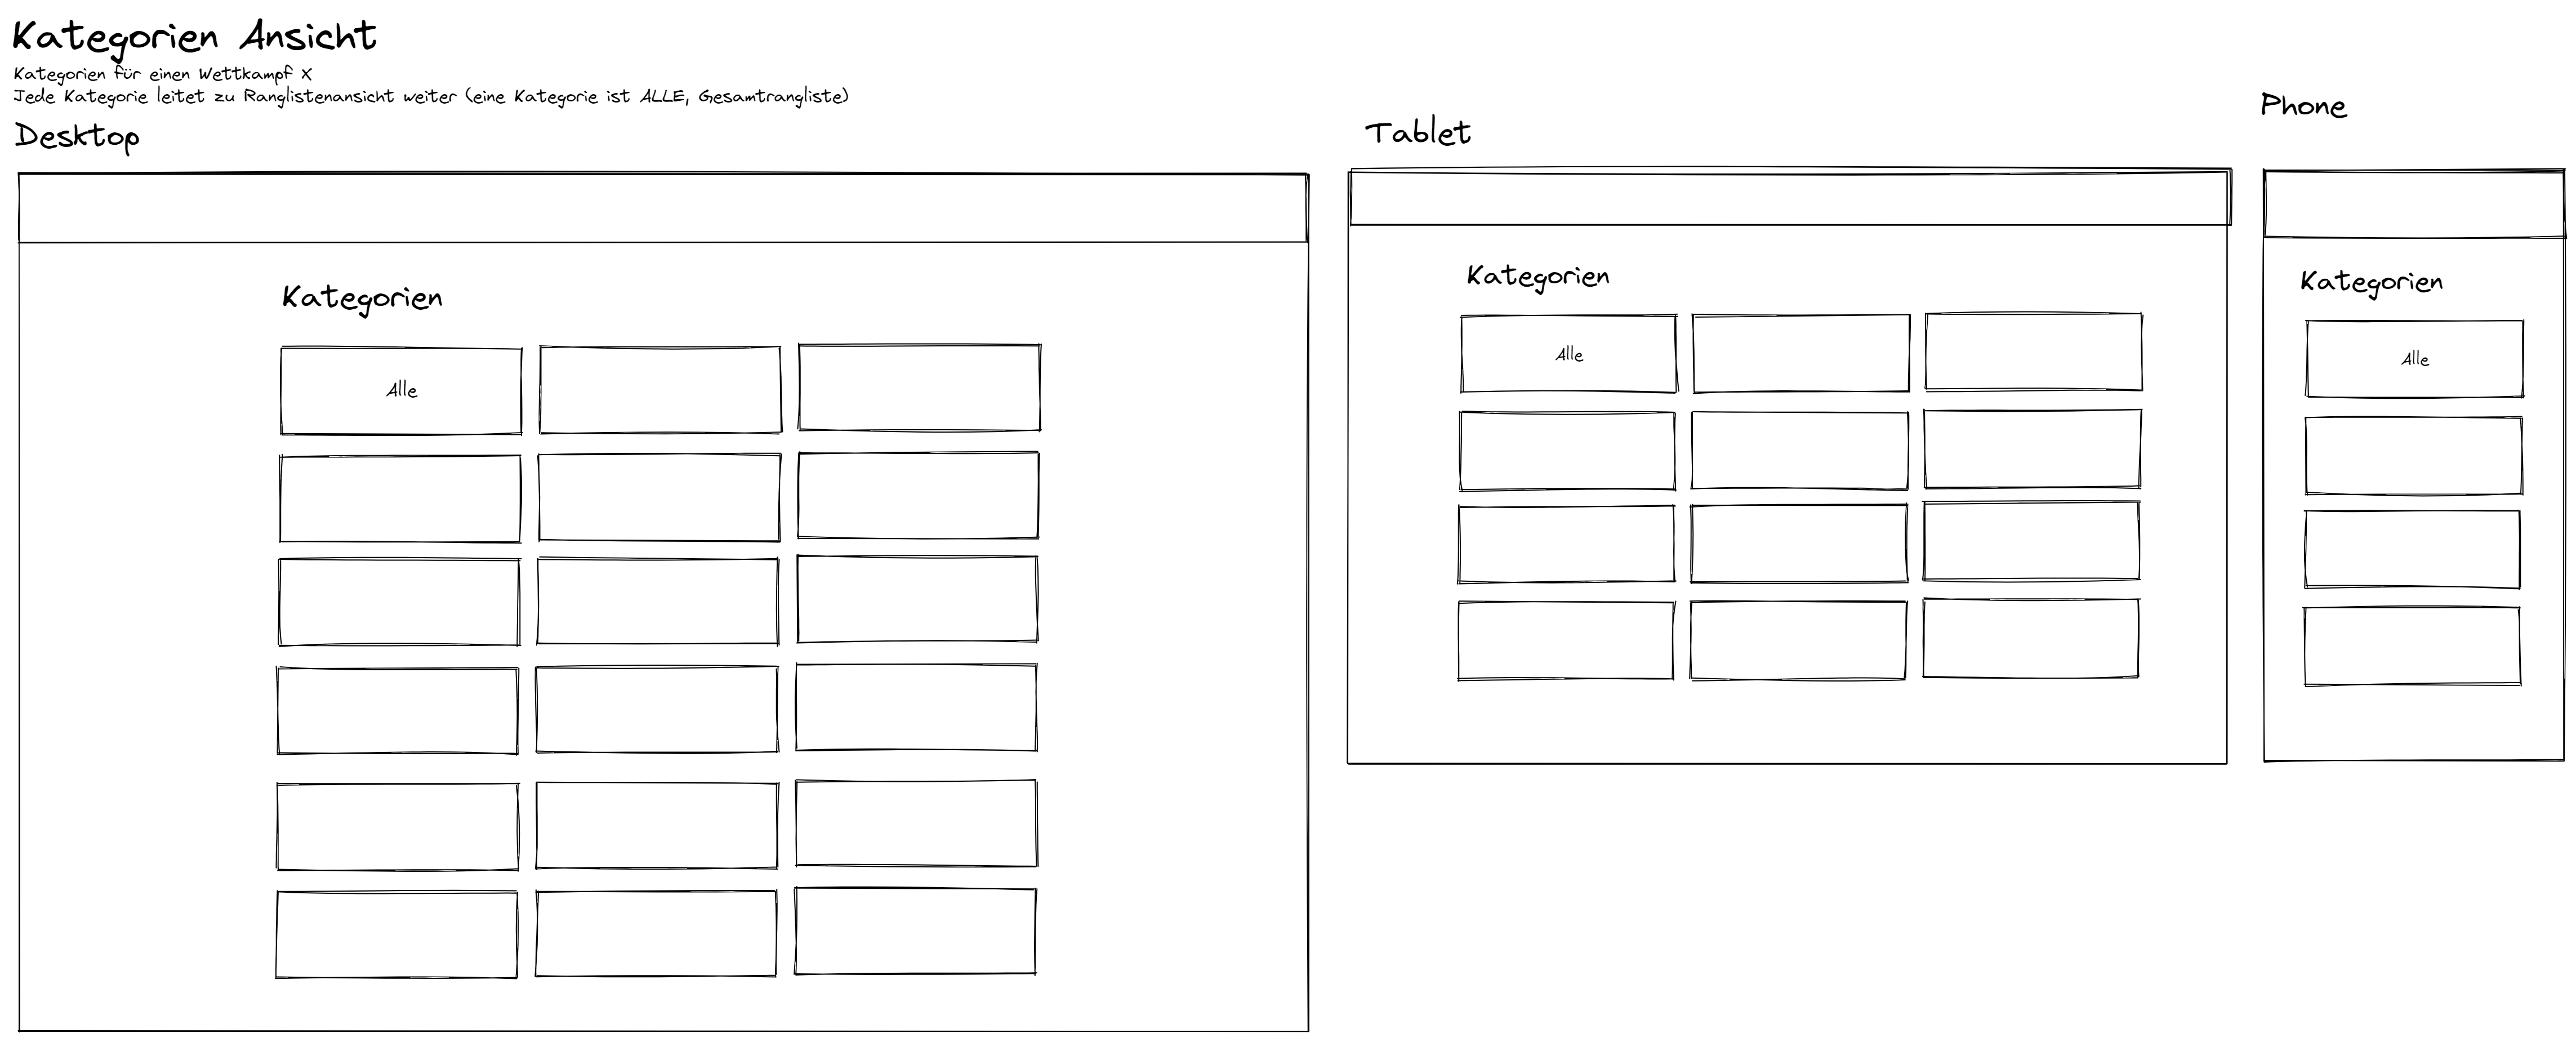 Kategorien Ansicht
Kategorien für einen Wettkampf X
Jede Kategorie leitet zu Ranglistenansicht weiter (eine Kategorie ist ALLE, Gesamtrangliste)
Desktop
Kategorien
Alle
Tablet
Kategorien
Alle
Phone
Kategorien
Alle